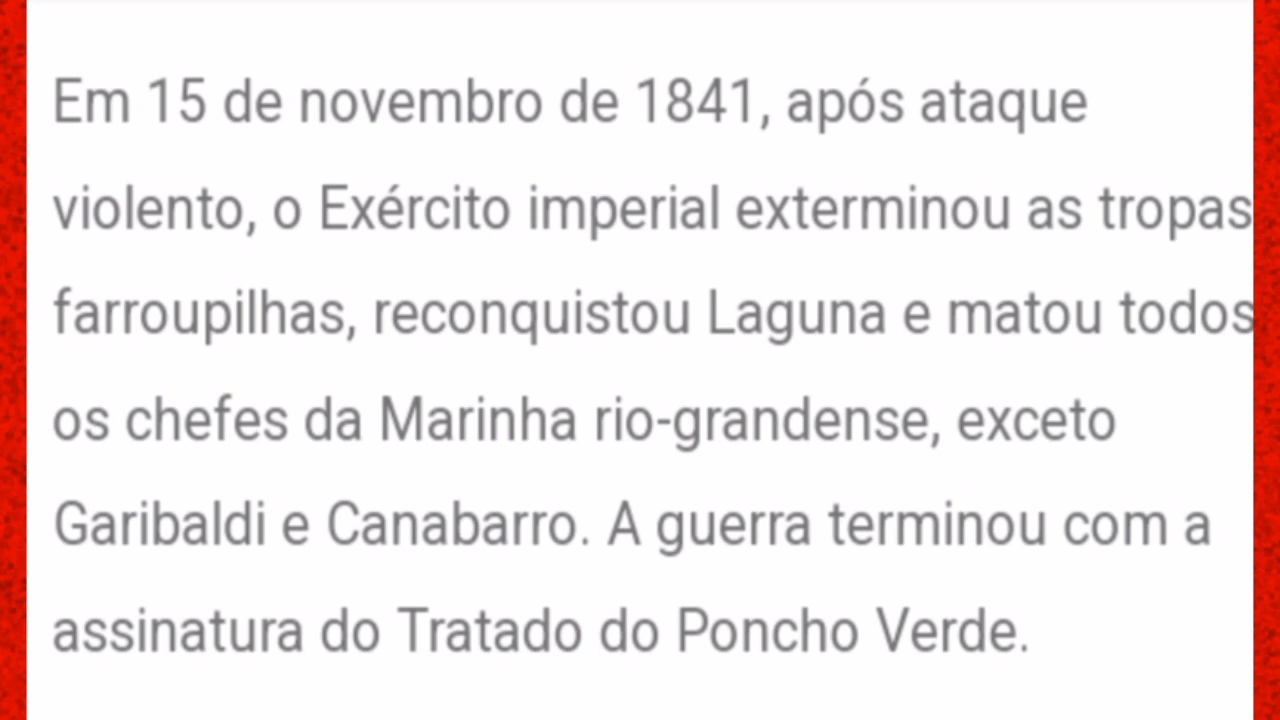 Em 15 de novembro de 1841, após ataque
violento, o Exército imperial exterminou as tropas
farroupilhas, reconquistou Laguna e matou todos
os chefes da Marinha rio-grandense, exceto
Garibaldi e Canabarro. A guerra terminou com a
assinatura do Tratado do Poncho Verde.